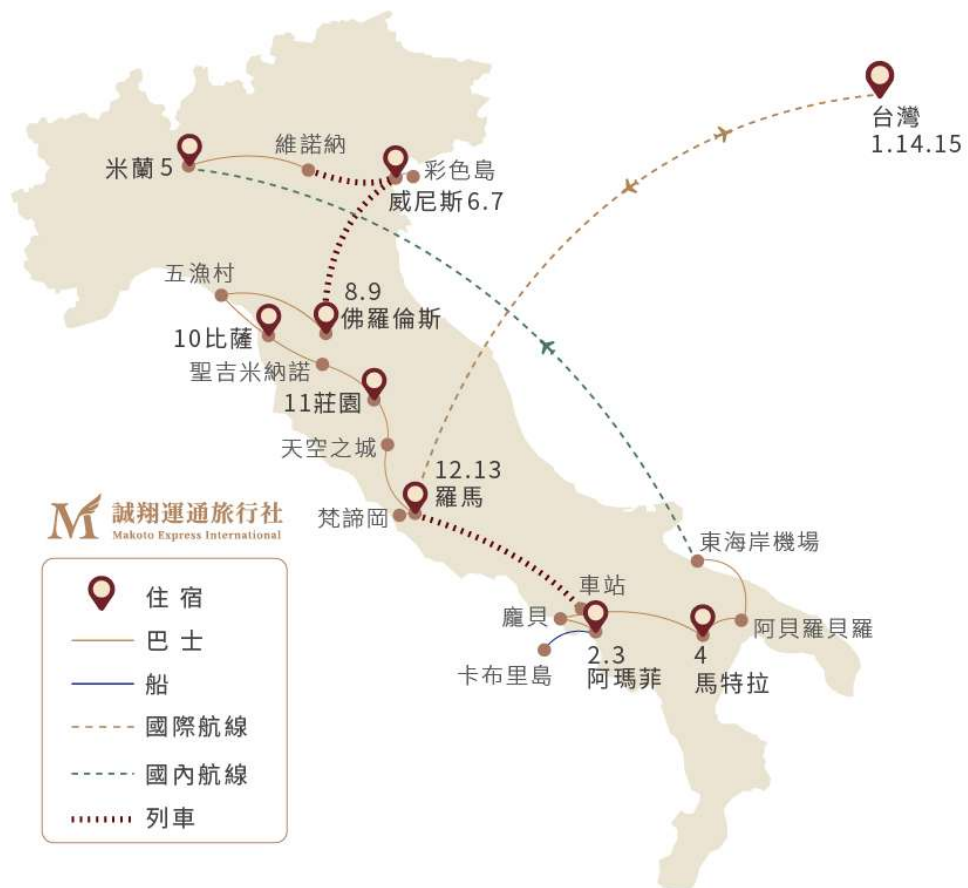 台灣
1.14.15
維諾納
米蘭 5
彩色島
威尼斯 6.7
五漁村
8.9
佛羅倫斯
10比薩
聖吉米納諾
11莊園
天空之城
12.13
羅馬
梵諦岡
誠翔運通旅行社
Makoto Express International
東海岸機場
車站
龐貝
阿貝羅貝羅
卡布里島
2.3
阿瑪菲
4
馬特拉
住宿
巴士
船
國際航線
國內航線
列車